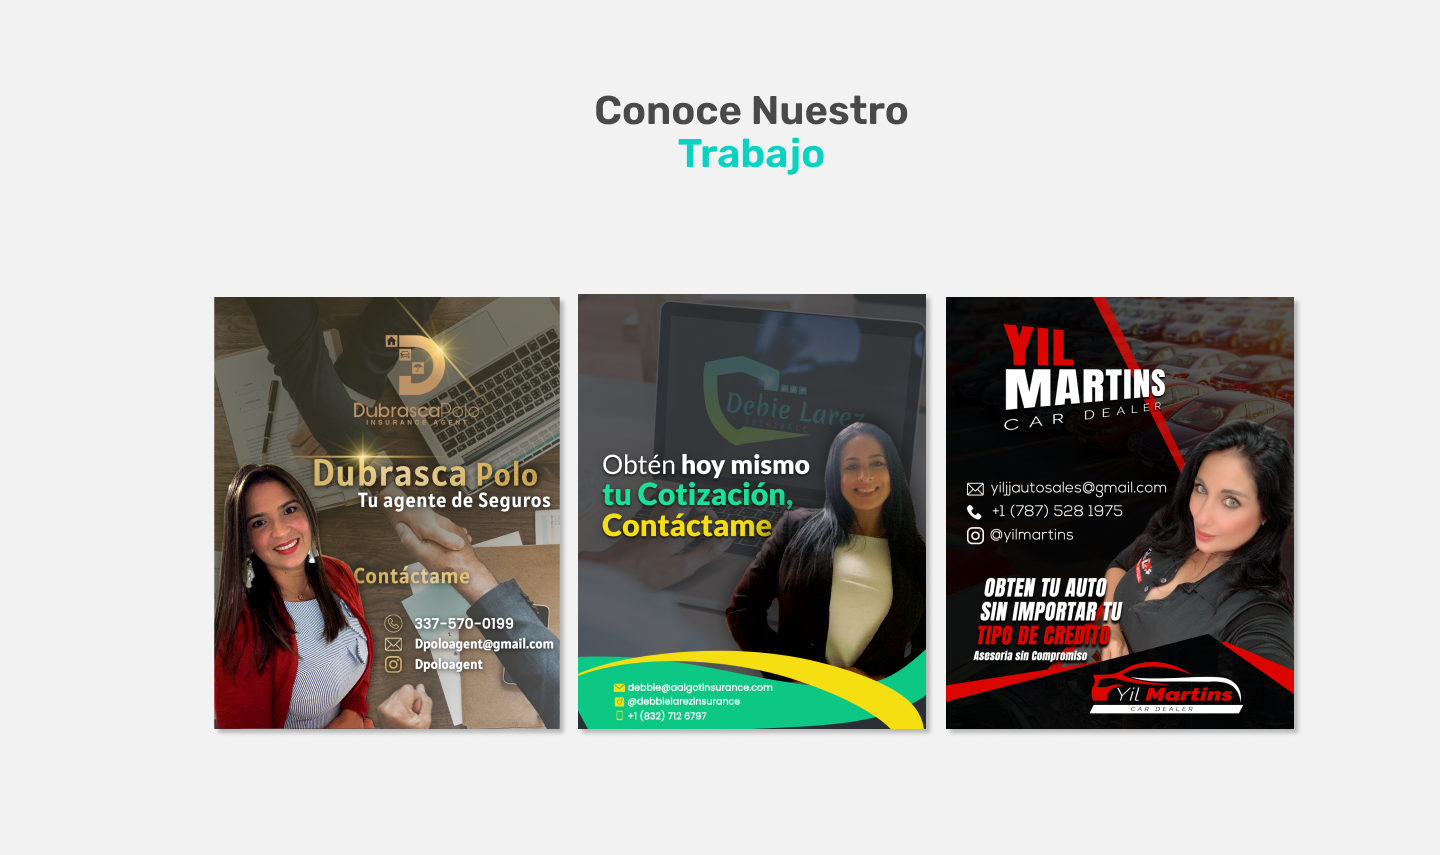 Conoce Nuestro
Trabajo
DubrascaPolo
INSURANCE AGENT
Dubrasca Polo
Tu agente de Seguros
Contáctame
337-570-0199
Dpoloagent@gmail.com
Dpoloagent
Debie Larez
INSURANCE
Obtén hoy mismo
tu Cotización,
Contáctame
debbie@aaigotinsurance.com
@debbielarezinsurance
+1 (832) 712 6797
YIL
MARTINS
CAR DEALER
yiljjautosales@gmail.com
+1 (787) 528 1975
@yilmartins
OBTEN TU AUTO
SIN IMPORTAR TU
TIPO DE CREDITO
Asesoria sin Compromiso
Yil Martins
CAR DEALER